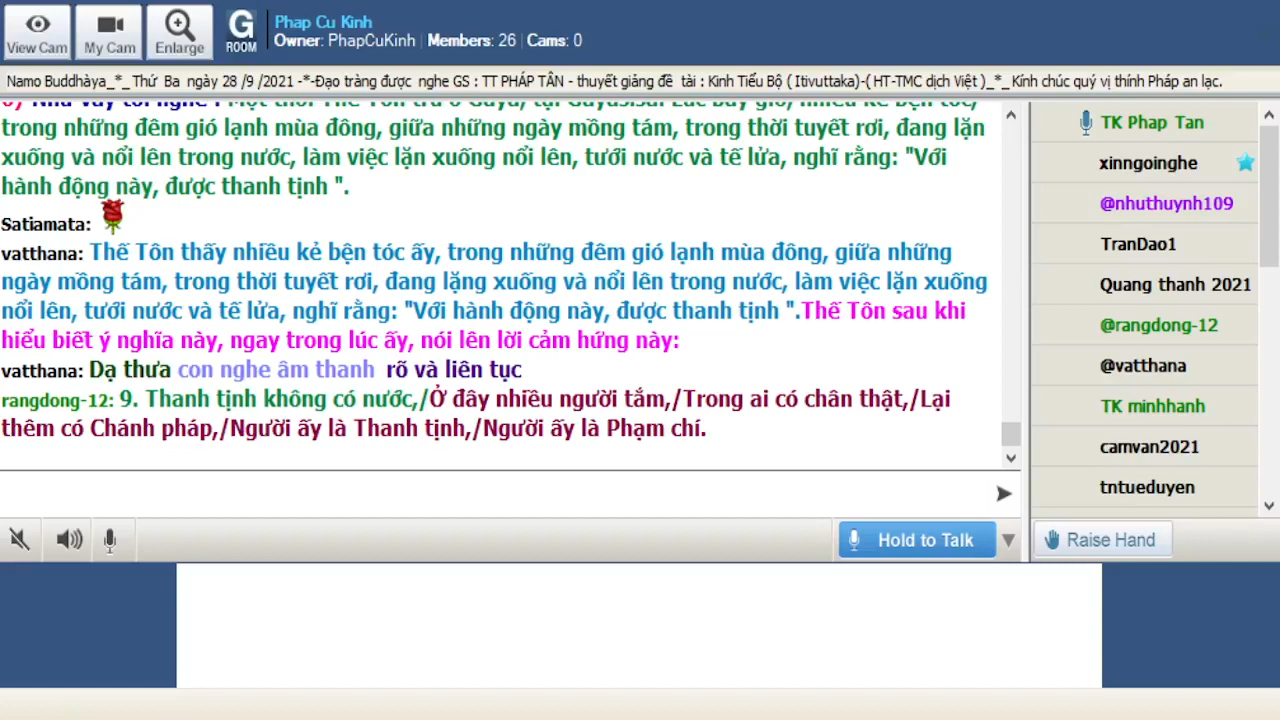 View Cam
My Cam
Enlarge
G
ROOM
Phap Cu Kinh
Owner: PhapCuKinh | Members: 26 | Cams: 0
Namo Buddhàya_*_Thứ Ba ngày 28 /9 /2021 -*-Đạo tràng được nghe GS : TT PHÁP TÂN - thuyết giảng đề tài : Kinh Tiểu Bộ ( Itivuttaka)-( HT-TMC dịch Việt )_*_Kính chúc quý vị thính Pháp an lạc.
trong những đêm gió lạnh mùa đông, giữa những ngày mồng tám, trong thời tuyết rơi, đang lặn
xuống và nổi lên trong nước, làm việc lặn xuống nổi lên, tưới nước và tế lửa, nghĩ rằng: "Với
hành động này, được thanh tịnh ".
Satiamata:
vatthana: Thế Tôn thấy nhiều kẻ bện tóc ấy, trong những đêm gió lạnh mùa đông, giữa những
ngày mồng tám, trong thời tuyết rơi, đang lặng xuống và nổi lên trong nước, làm việc lặn xuống
nổi lên, tưới nước và tế lửa, nghĩ rằng: "Với hành động này, được thanh tịnh ".Thế Tôn sau khi
hiểu biết ý nghĩa này, ngay trong lúc ấy, nói lên lời cảm hứng này:
vatthana: Dạ thưa con nghe âm thanh rõ và liên tục
rangdong-12: 9. Thanh tịnh không có nước,/Ở đây nhiều người tắm,/Trong ai có chân thật,/Lại
thêm có Chánh pháp,/Người ấy là Thanh tịnh,/Người ấy là Phạm chí.
TK Phap Tan
xinngoinghe
@nhuthuynh109
TranDao1
Quang thanh 2021
@rangdong-12
@vatthana
TK minhhanh
camvan2021
tntueduyen
Hold to Talk
Raise Hand